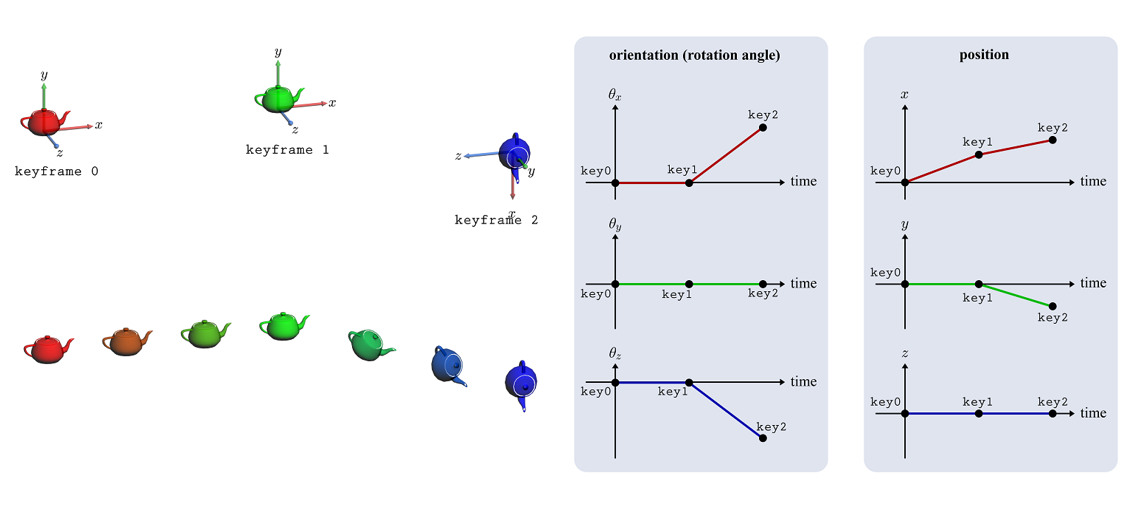 y
x
z
keyframe 0
y
x
z
keyframe 1
z
y
x
keyframe 2
orientation (rotation angle)
θx
key0
key1
key2
time
θy
key0
key1
key2
time
θz
key0
key1
key2
time
position
x
key0
key1
key2
time
y
key0
key1
key2
time
z
key0
key1
key2
time